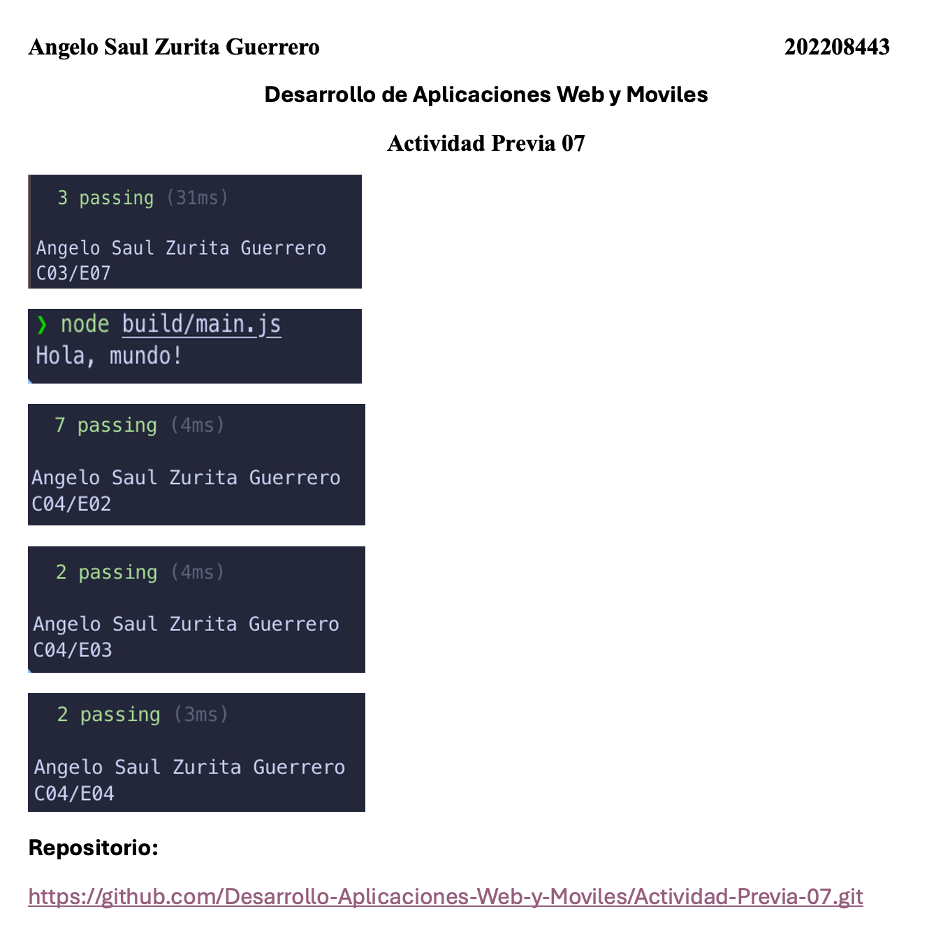 Angelo Saul Zurita Guerrero 202208443
Desarrollo de Aplicaciones Web y Moviles
Actividad Previa 07
3 passing (31ms)
Angelo Saul Zurita Guerrero
C03/E07
❯ node build/main.js
Hola, mundo!
7 passing (4ms)
Angelo Saul Zurita Guerrero
C04/E02
2 passing (4ms)
Angelo Saul Zurita Guerrero
C04/E03
2 passing (3ms)
Angelo Saul Zurita Guerrero
C04/E04
Repositorio:
https://github.com/Desarrollo-Aplicaciones-Web-y-Moviles/Actividad-Previa-07.git